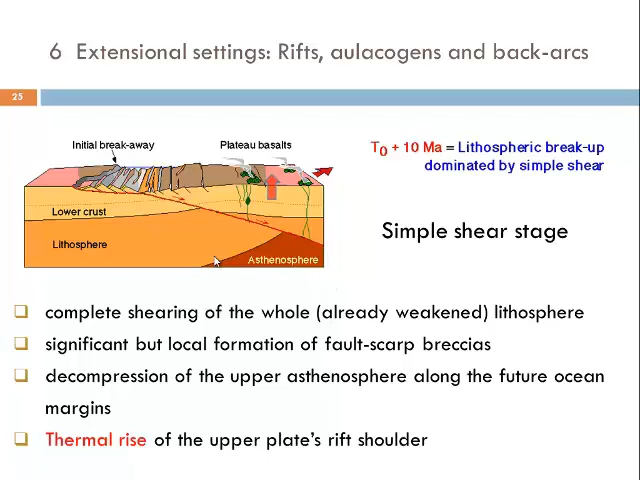 6 Extensional settings: Rifts, aulacogens and back-arcs
25
Initial break-away
Plateau basalts
Lower crust
Lithosphere
Asthenosphere
T0 + 10 Ma = Lithospheric break-up
dominated by simple shear
Simple shear stage
❑ complete shearing of the whole (already weakened) lithosphere
❑ significant but local formation of fault-scarp breccias
❑ decompression of the upper asthenosphere along the future ocean
margins
❑ Thermal rise of the upper plate’s rift shoulder